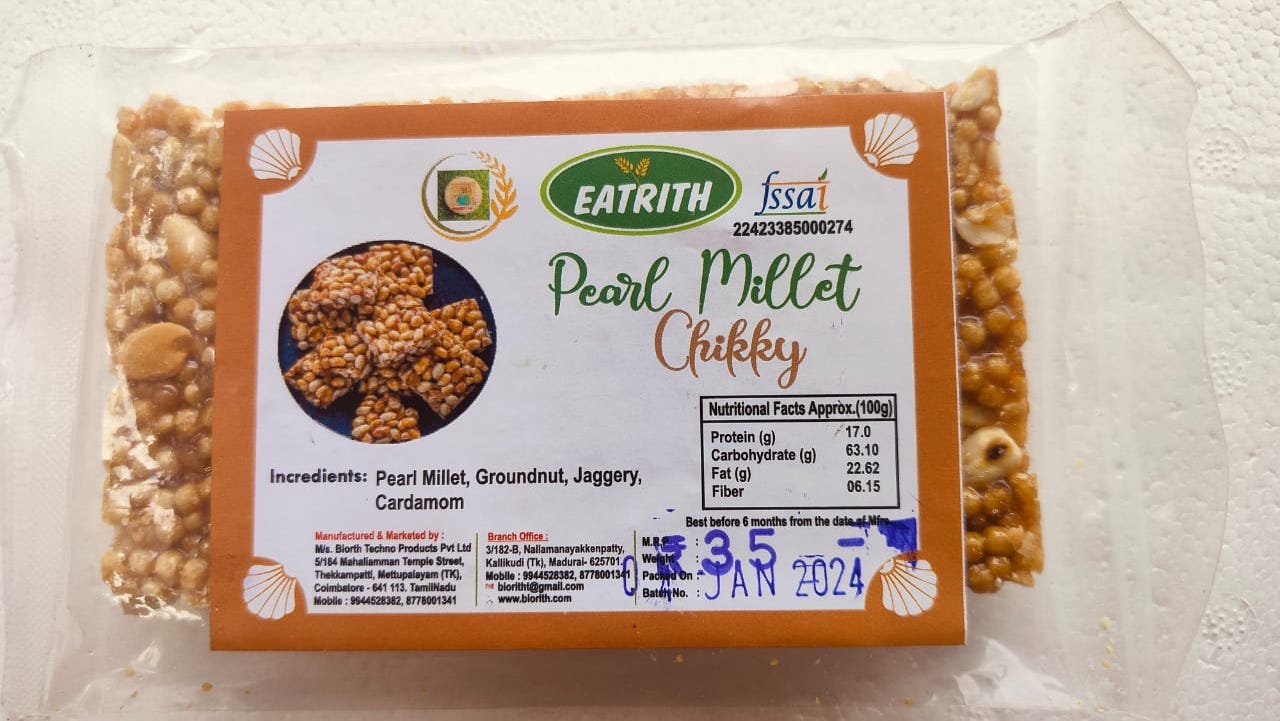 EATRITH
fssai
22423385000274
Pearl Millet
Chikky
Nutritional Facts Approx.(100g)
Protein (g) 17.0
Carbohydrate (g) 63.10
Fat (g) 22.62
Fiber 06.15
Incredients: Pearl Millet, Groundnut, Jaggery,
Cardamom
Best before 6 months from the date of Mfra.
Manufactured & Marketed by :
M/s. Biorth Techno Products Pvt Ltd
5/184 Mahaliamman Temple Street,
Thekkampatti, Mettupalayam (TK),
Coimbatore - 641 113. TamilNadu
Mobile : 9944528382, 8778001341
Branch Office :
3/182-B, Nallamanayakkenpatty,
Kallikudi (Tk), Madurai- 625701.
Mobile : 9944528382, 8778001341
bioritht@gmail.com
www.biorith.com
M.R.P. : ₹ 35
Weight :
Packed On : JAN 2024
Batch No. :